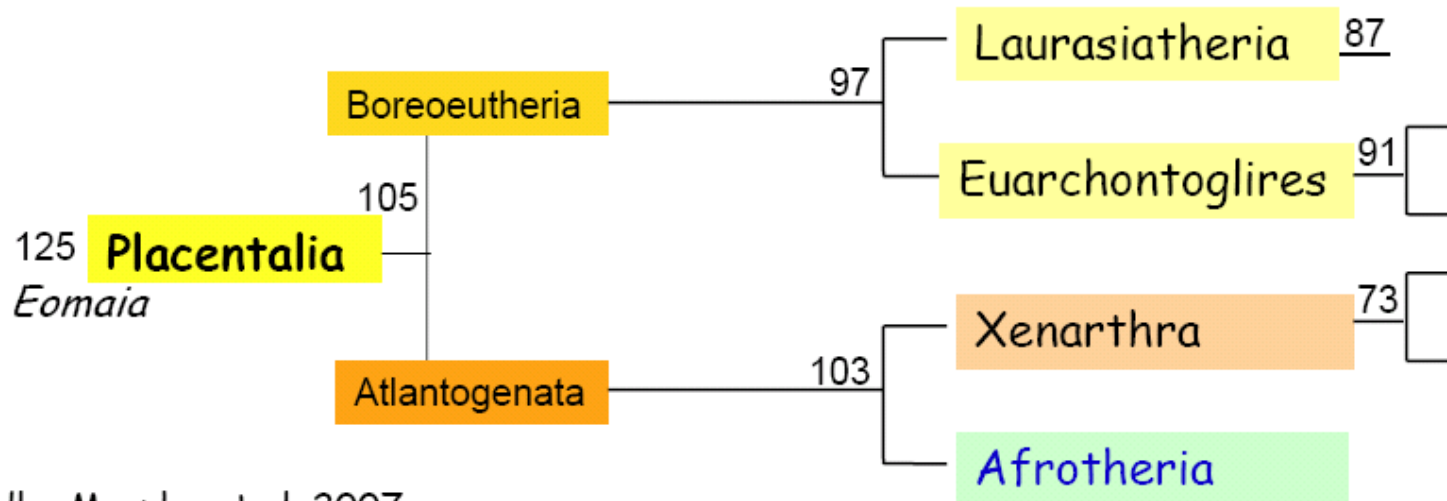 Laurasiatheria 87
97
Boreoeutheria
Euarchontoglires 91
105
125 Placentalia
Eomaia
Xenarthra 73
103
Atlantogenata
Afrotheria